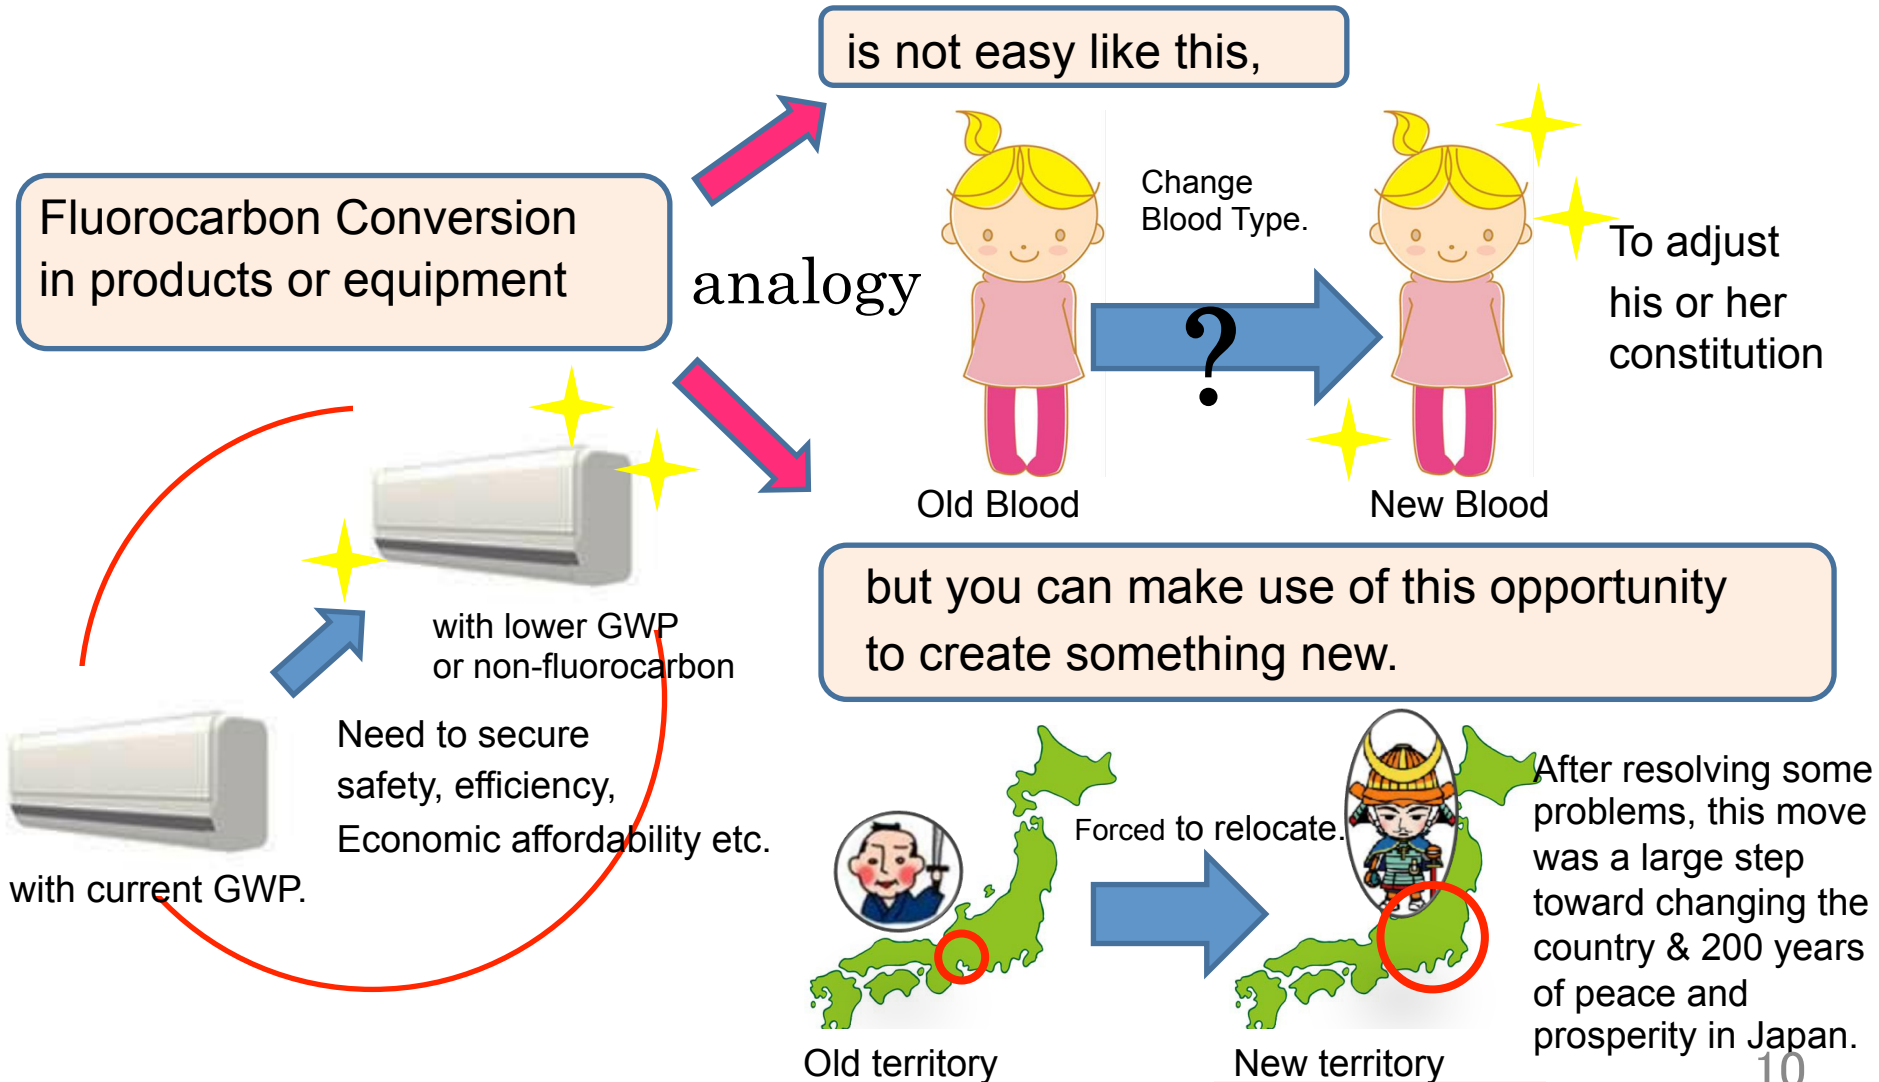 is not easy like this,
Fluorocarbon Conversion
in products or equipment
analogy
Change
Blood Type.
?
To adjust
his or her
constitution
Old Blood
New Blood
with lower GWP
or non-fluorocarbon
Need to secure
safety, efficiency,
Economic affordability etc.
with current GWP.
but you can make use of this opportunity
to create something new.
Forced to relocate.
After resolving some
problems, this move
was a large step
toward changing the
country & 200 years
of peace and
prosperity in Japan.
Old territory
New territory
10